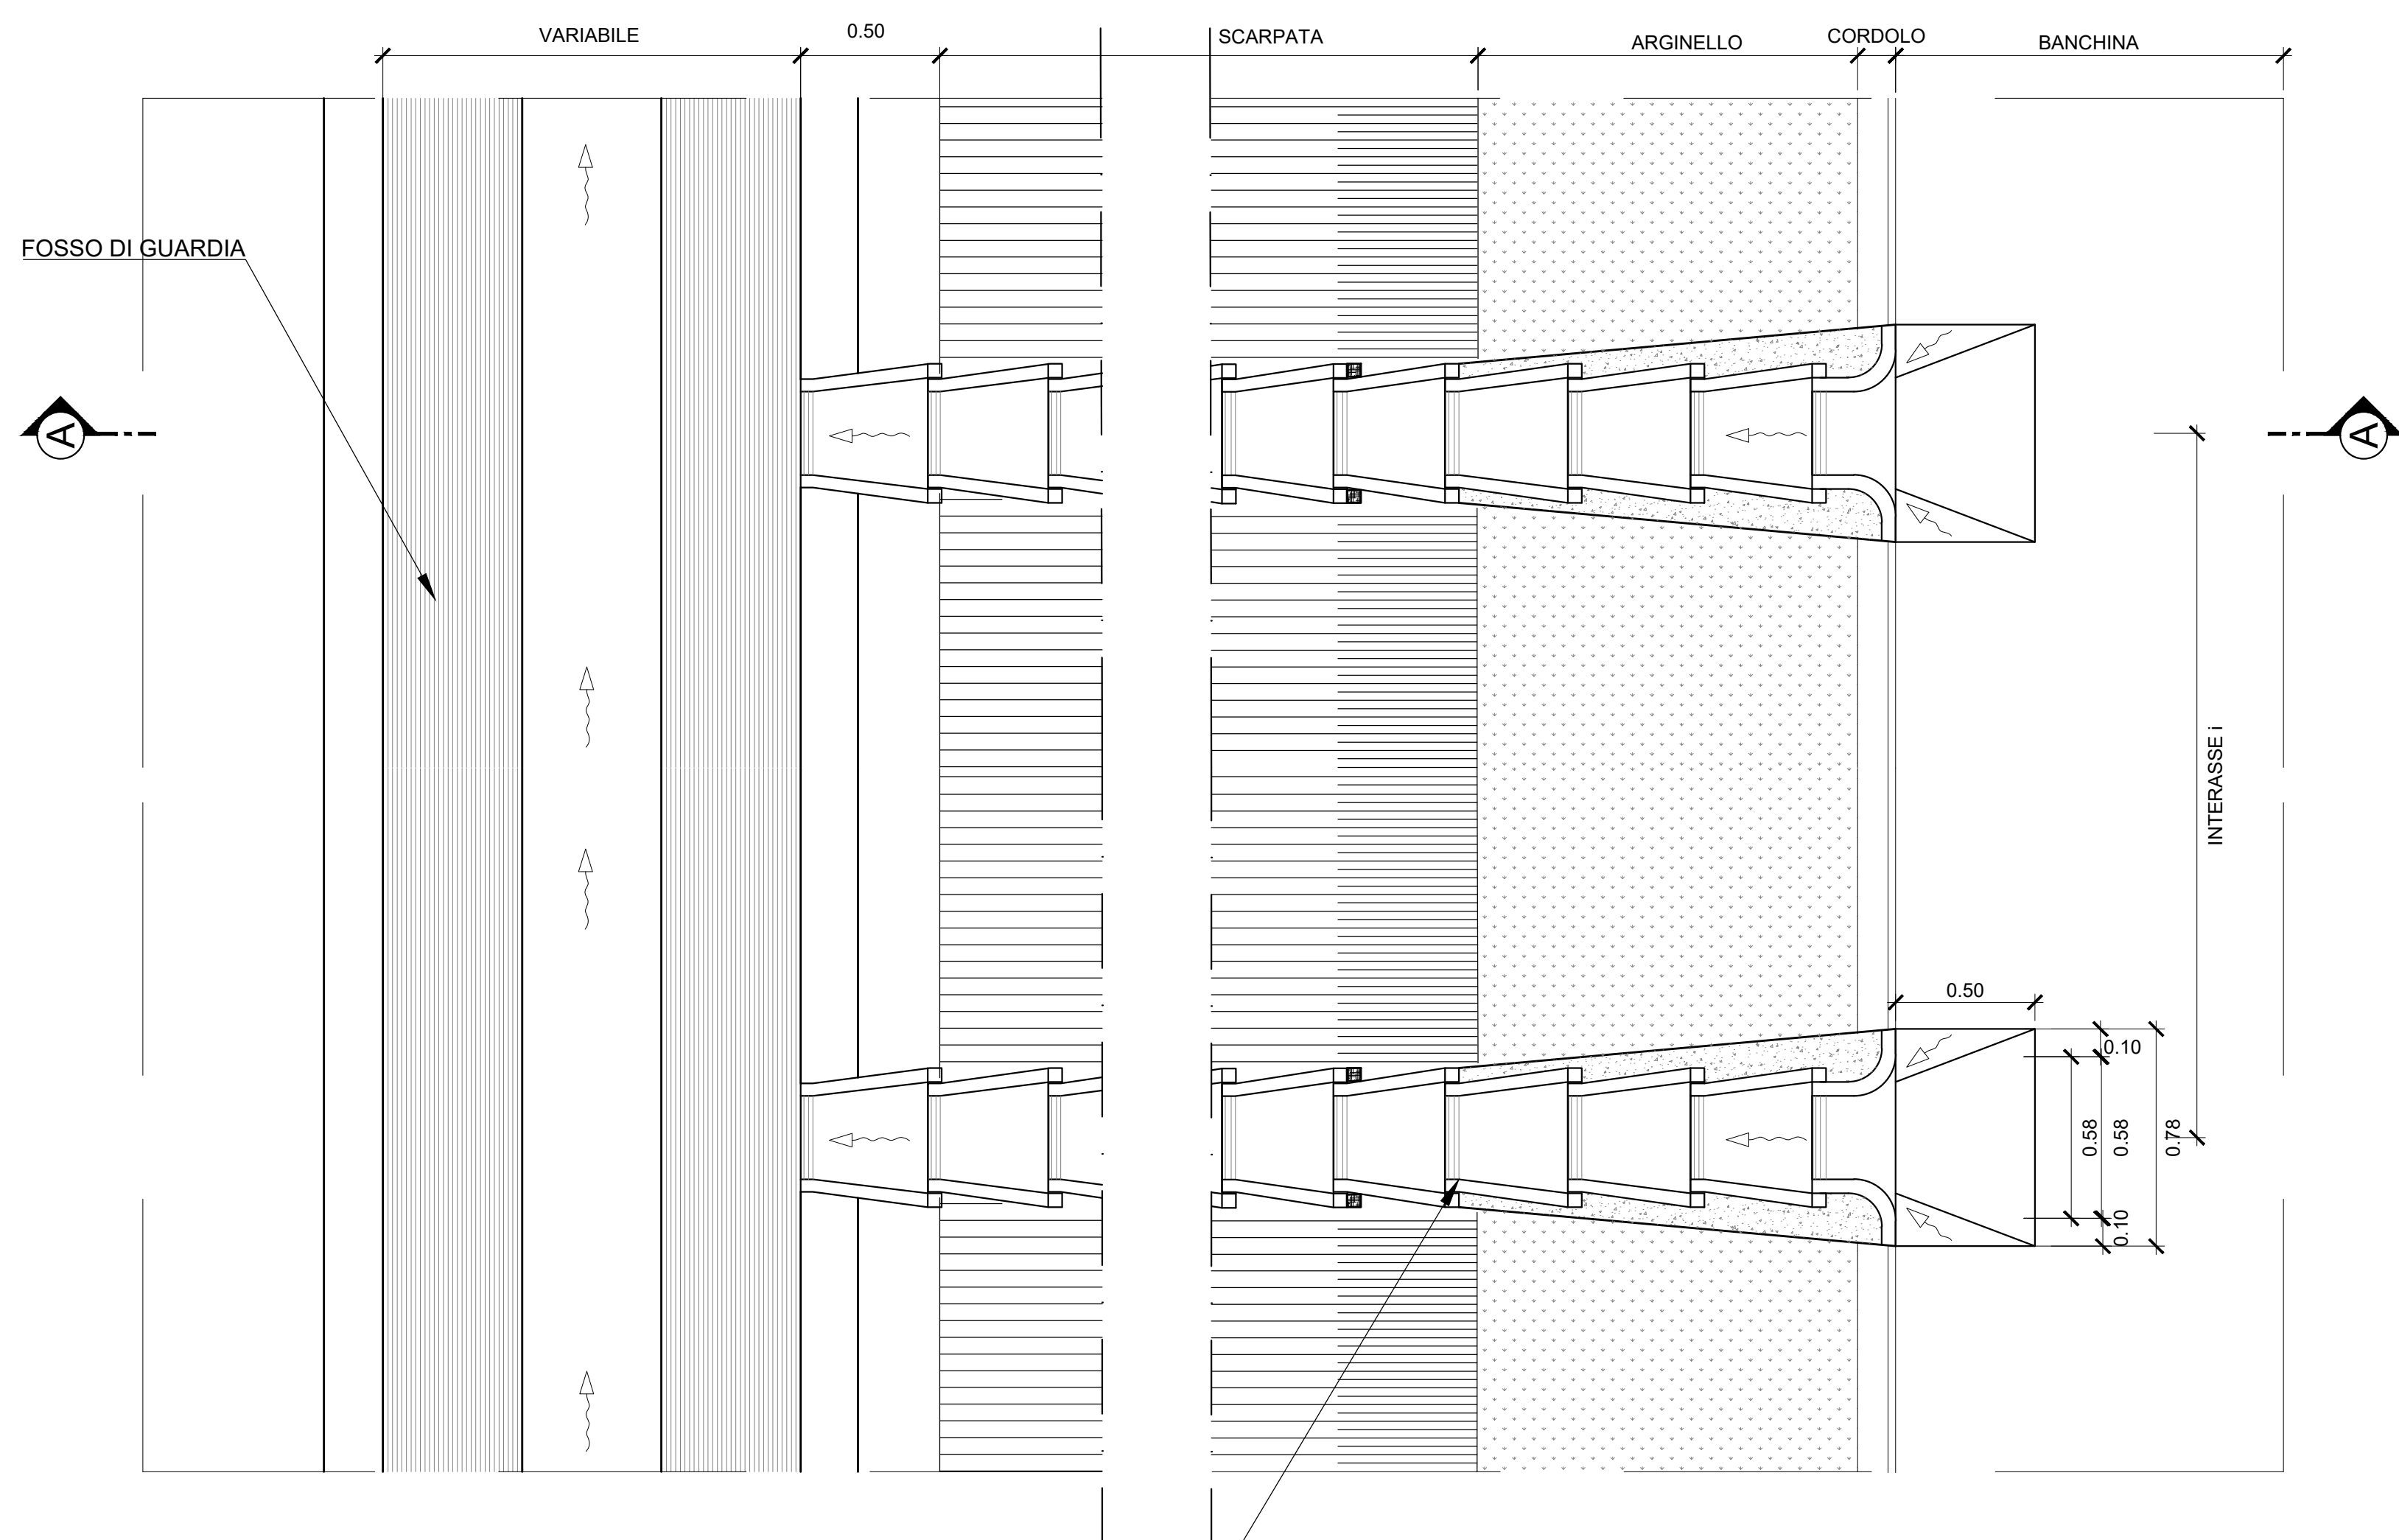 VARIABILE
0.50
SCARPATA
ARGINELLO
CORDOLO
BANCHINA
FOSSO DI GUARDIA
A
A
INTERASSE i
0.50
0.10
0.58
0.58
0.78
0.10